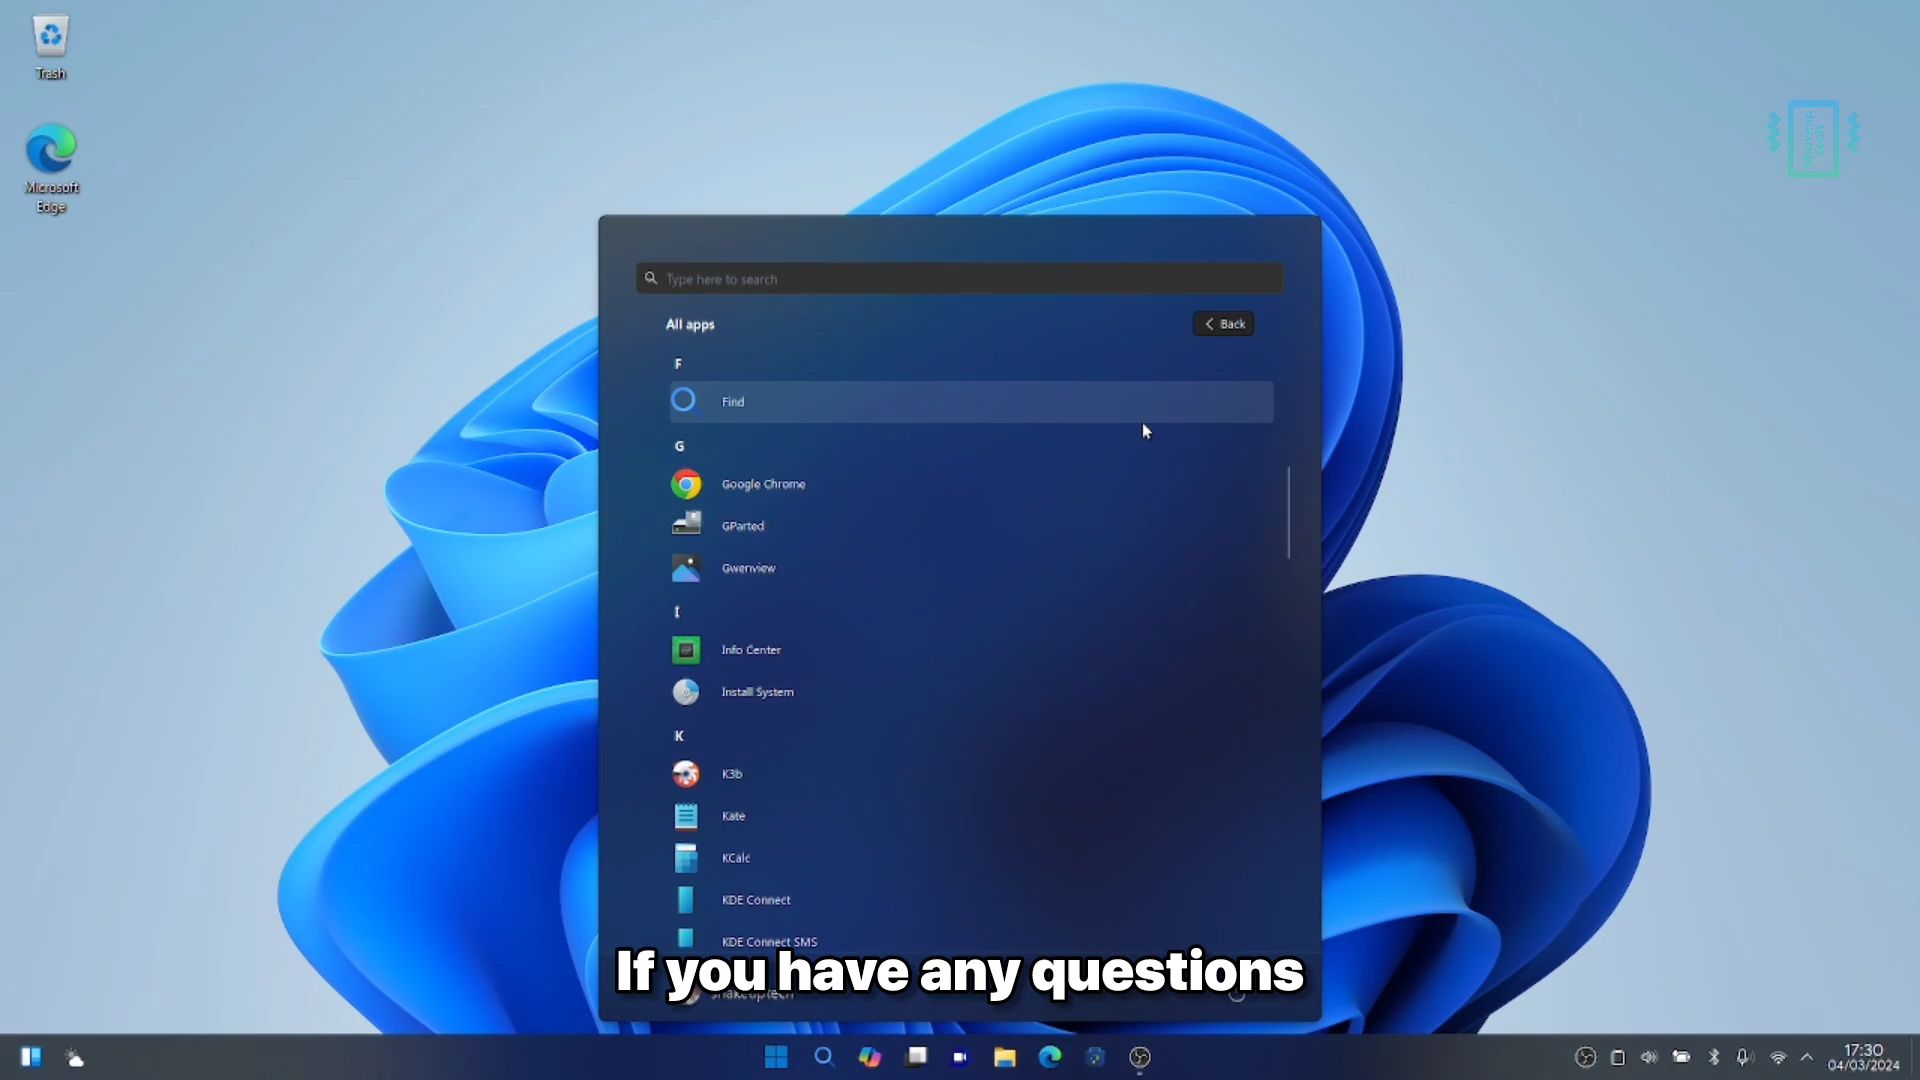 Trash
Microsoft
Edge
Type here to search
All apps
Back
F
Find
G
Google Chrome
GParted
Gwenview
I
Info Center
Install System
K
K3b
Kate
KCalc
KDE Connect
KDE Connect SMS
If you have any questions
shakeuptech
17:30
04/03/2024